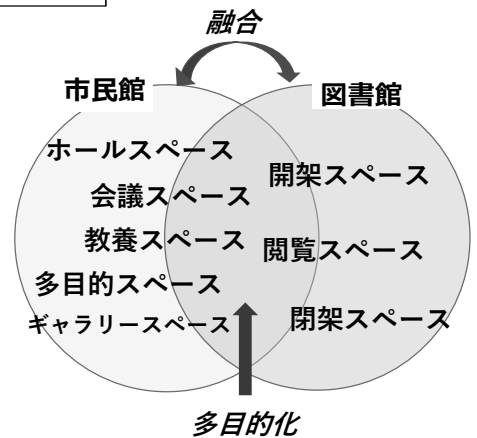 融合
市民館
図書館
ホールスペース
会議スペース
教養スペース
多目的スペース
ギャラリースペース
開架スペース
閲覧スペース
閉架スペース
多目的化